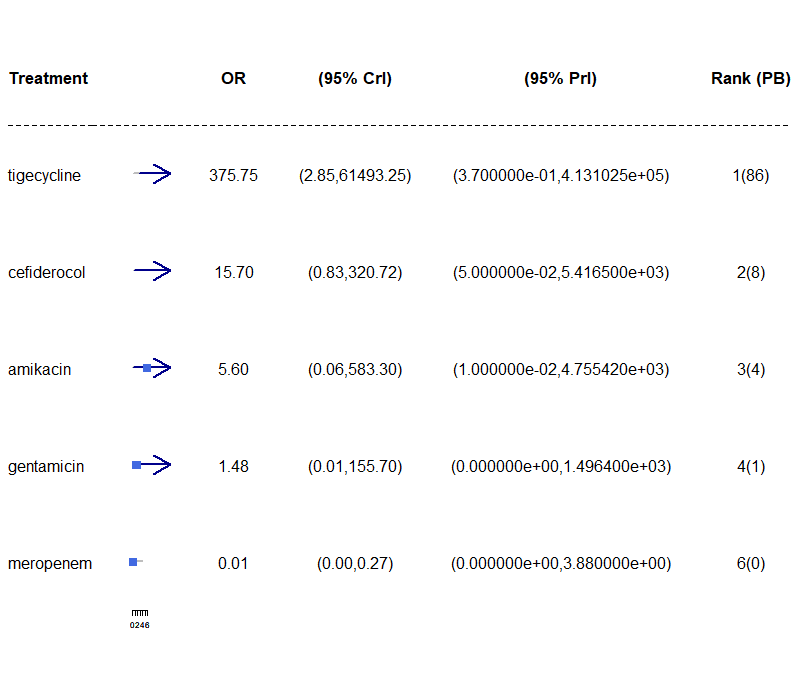 Treatment OR (95% CrI) (95% PrI) Rank (PB)
tigecycline 375.75 (2.85,61493.25) (3.700000e-01,4.131025e+05) 1(86)
cefiderocol 15.70 (0.83,320.72) (5.000000e-02,5.416500e+03) 2(8)
amikacin 5.60 (0.06,583.30) (1.000000e-02,4.755420e+03) 3(4)
gentamicin 1.48 (0.01,155.70) (0.000000e+00,1.496400e+03) 4(1)
meropenem 0.01 (0.00,0.27) (0.000000e+00,3.880000e+00) 6(0)
0246